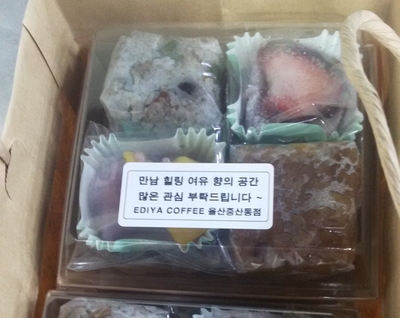 만남 힐링 여유 향의 공간
많은 관심 부탁드립니다 ~
EDIYA COFFEE 울산중산동점